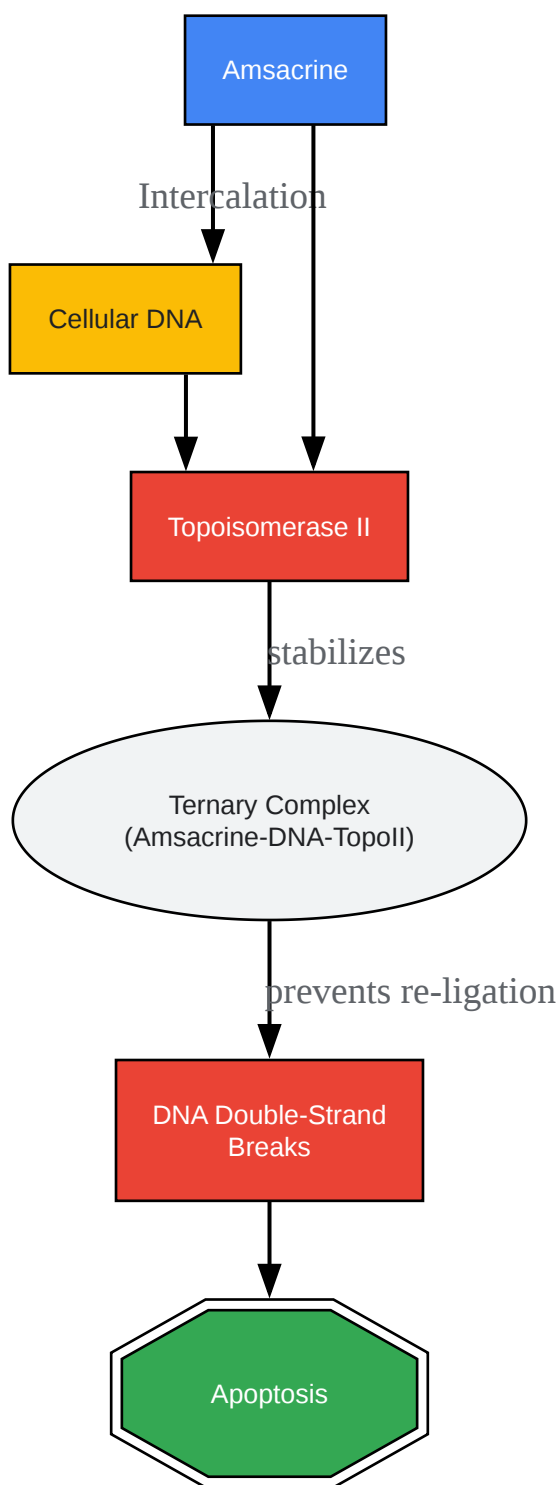 Amsacrine
Intercalation
Cellular DNA
Topoisomerase II
stabilizes
Ternary Complex
(Amsacrine-DNA-TopoII)
prevents re-ligation
DNA Double-Strand
Breaks
Apoptosis